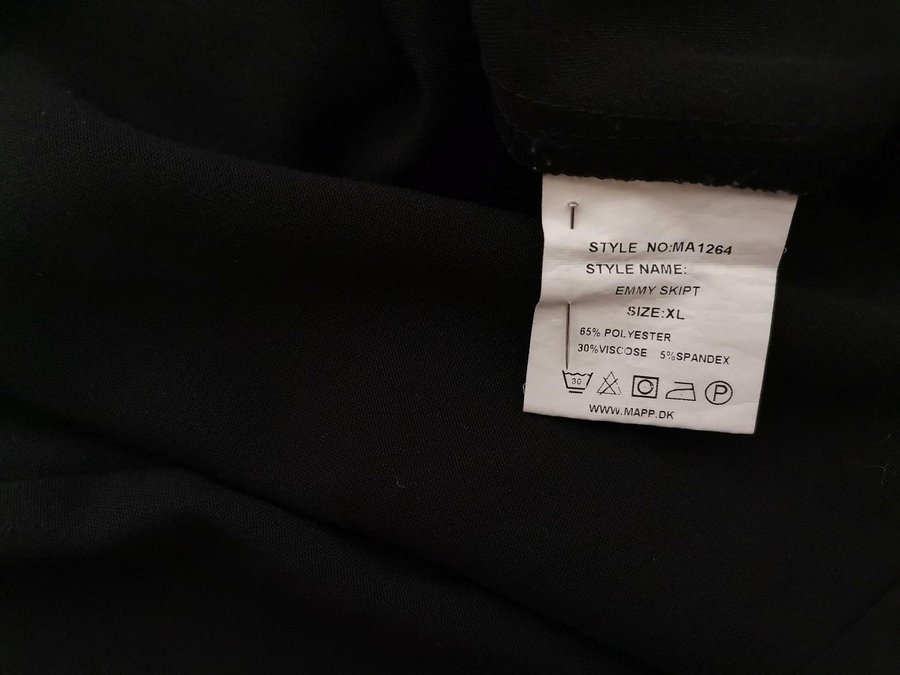 STYLE NO:MA1264
STYLE NAME:
EMMY SKIPT
SIZE:XL
65% POLYESTER
30%VISCOSE 5%SPANDEX
30 P
WWW.MAPP.DK